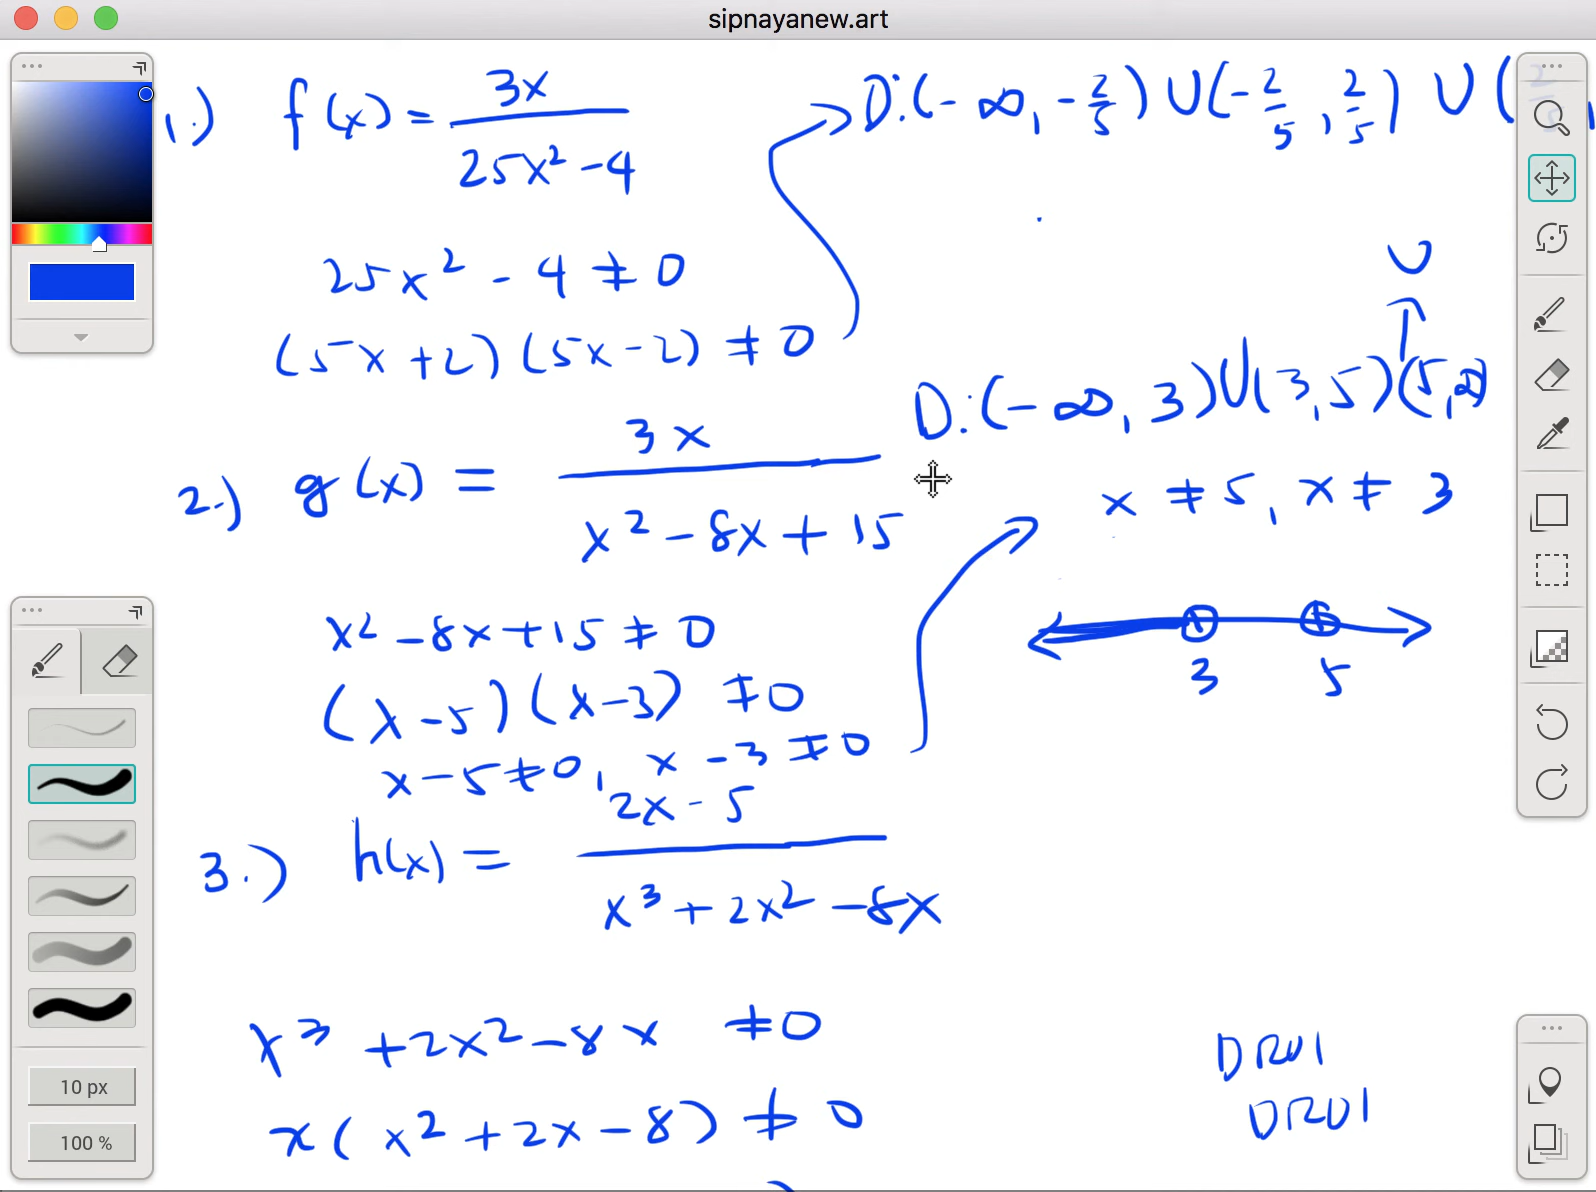 sipnayanew.art
1.) f(x) = 3x / 25x² - 4
D: (-∞, -2/5) U (-2/5, 2/5) U (
25x² - 4 ≠ 0
(5x + 2) (5x - 2) ≠ 0
U
D: (-∞, 3) U (3, 5) (5, ∞)
2.) g(x) = 3x / x² - 8x + 15
x ≠ 5, x ≠ 3
x² - 8x + 15 ≠ 0
3 5
(x - 5) (x - 3) ≠ 0
x - 5 ≠ 0, x - 3 ≠ 0
3.) h(x) = 2x - 5 / x³ + 2x² - 8x
x³ + 2x² - 8x ≠ 0
x (x² + 2x - 8) ≠ 0
DRUI
DRUI
10 px
100 %